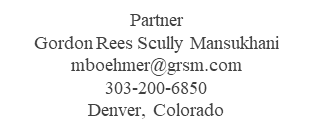 Partner
Gordon Rees Scully Mansukhani
mboehmer@grsm.com
303-200-6850
Denver, Colorado